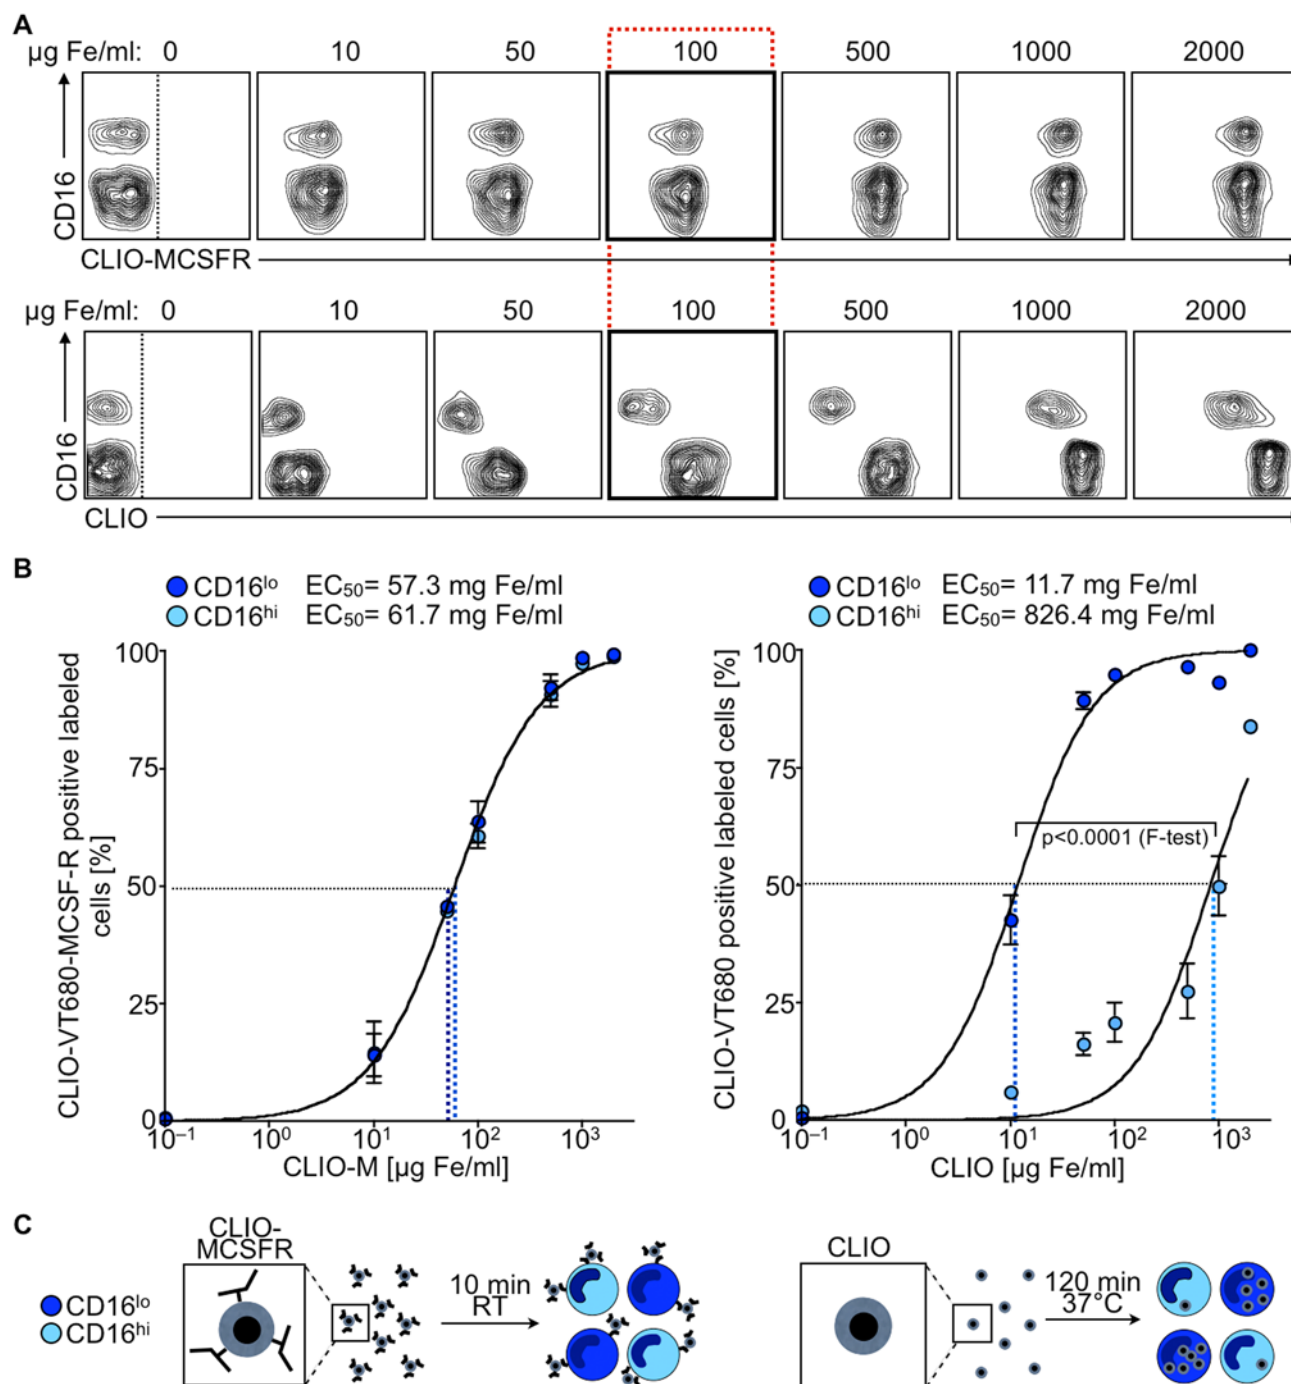 A
µg Fe/ml: 0 10 50 100 500 1000 2000
CD16
CLIO-MCSFR
µg Fe/ml: 0 10 50 100 500 1000 2000
CD16
CLIO
B
CD16lo EC50= 57.3 mg Fe/ml
CD16hi EC50= 61.7 mg Fe/ml
CLIO-VT680-MCSF-R positive labeled
cells [%]
100
75
50
25
0
10–1 100 101 102 103
CLIO-M [µg Fe/ml]
CD16lo EC50= 11.7 mg Fe/ml
CD16hi EC50= 826.4 mg Fe/ml
CLIO-VT680 positive labeled cells [%]
100
75
50
25
0
p<0.0001 (F-test)
10–1 100 101 102 103
CLIO [µg Fe/ml]
C
CD16lo
CD16hi
CLIO-
MCSFR
10 min
RT
CLIO
120 min
37°C